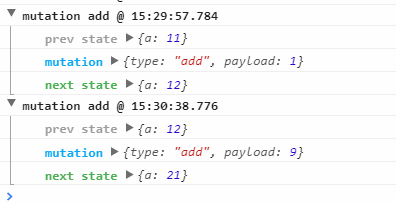 mutation add @ 15:29:57.784
prev state {a: 11}
mutation {type: "add", payload: 1}
next state {a: 12}
mutation add @ 15:30:38.776
prev state {a: 12}
mutation {type: "add", payload: 9}
next state {a: 21}